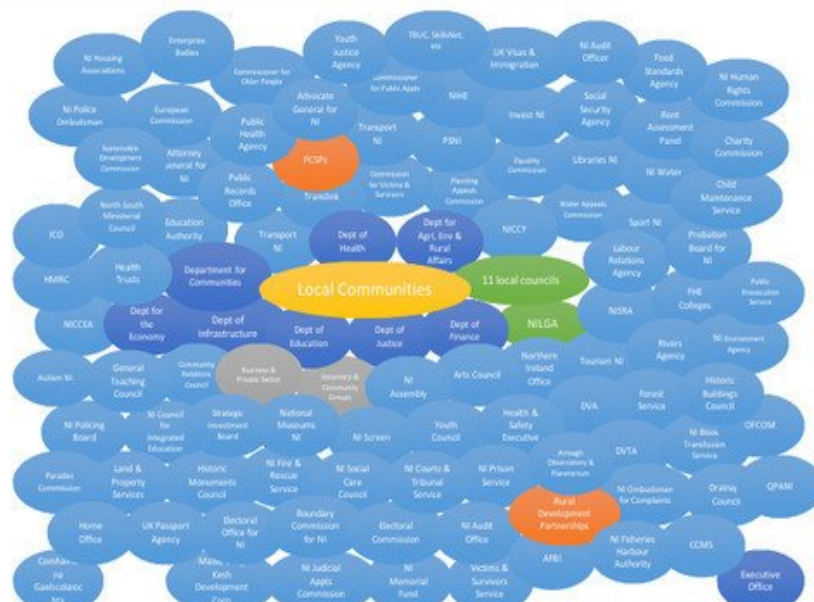 NI Housing
Associations
Enterprise
Bodies
Commissioner for
Older People
Youth
Justice
Agency
TBUC, SkillsNet,
etc
Commissioner
for Public Appts
UK Visas &
Immigration
NI Audit
Officer
Food
Standards
Agency
NI Human
Rights
Commission
NI Police
Ombudsman
European
Commission
Public
Health
Agency
Advocate
General for
NI
Transport
NI
NIHE
PSNI
Invest NI
Social
Security
Agency
Rent
Assessment
Panel
Charity
Commission
Sustainable
Development
Commission
Attorney
General for
NI
Public
Records
Office
PCSPs
Translink
Commission
for Victims &
Survivors
Planning
Appeals
Commission
Equality
Commission
Libraries NI
NI Water
Child
Maintenance
Service
North South
Ministerial
Council
Education
Authority
Transport
NI
Dept of
Health
Dept for
Agri, Env &
Rural
Affairs
NICCY
Water Appeals
Commission
Sport NI
Labour
Relations
Agency
Probation
Board for
NI
ICO
HMRC
Health
Trusts
Department for
Communities
Local Communities
11 local councils
NISRA
FHE
Colleges
Public
Prosecution
Service
NICCEA
Dept for
the
Economy
Dept of
Infrastructure
Dept of
Education
Dept of
Justice
Dept of
Finance
NILGA
Rivers
Agency
NI Environment
Agency
Autism NI
General
Teaching
Council
Community
Relations
Council
Business &
Private Sector
Voluntary &
Community
Groups
NI
Assembly
Arts Council
Northern
Ireland
Office
Tourism NI
DVA
Forest
Service
Historic
Buildings
Council
NI Policing
Board
NI Council
for
Integrated
Education
Strategic
Investment
Board
National
Museums
NI
NI Screen
Youth
Council
Health &
Safety
Executive
Armagh
Observatory &
Planetarium
DVTA
NI Bloos
Transfusion
Service
OFCOM
Parades
Commission
Land &
Property
Services
Historic
Monuments
Council
NI Fire &
Rescue
Service
NI Social
Care
Council
NI Courts &
Tribunal
Service
NI Prison
Service
Rural
Development
Partnerships
NI Ombudsman
for Complaints
Council
QPANI
Home
Office
UK Passport
Agency
Electoral
Office for
NI
Boundary
Commission
for NI
Electoral
Commission
NI Audit
Office
AFBI
NI Fisheries
Harbour
Authority
CCMS
na
Kesh
Development
NI Judicial
Appts
Commission
NI
Memorial
Fund
Victims &
Survivors
Service
Executive
Office